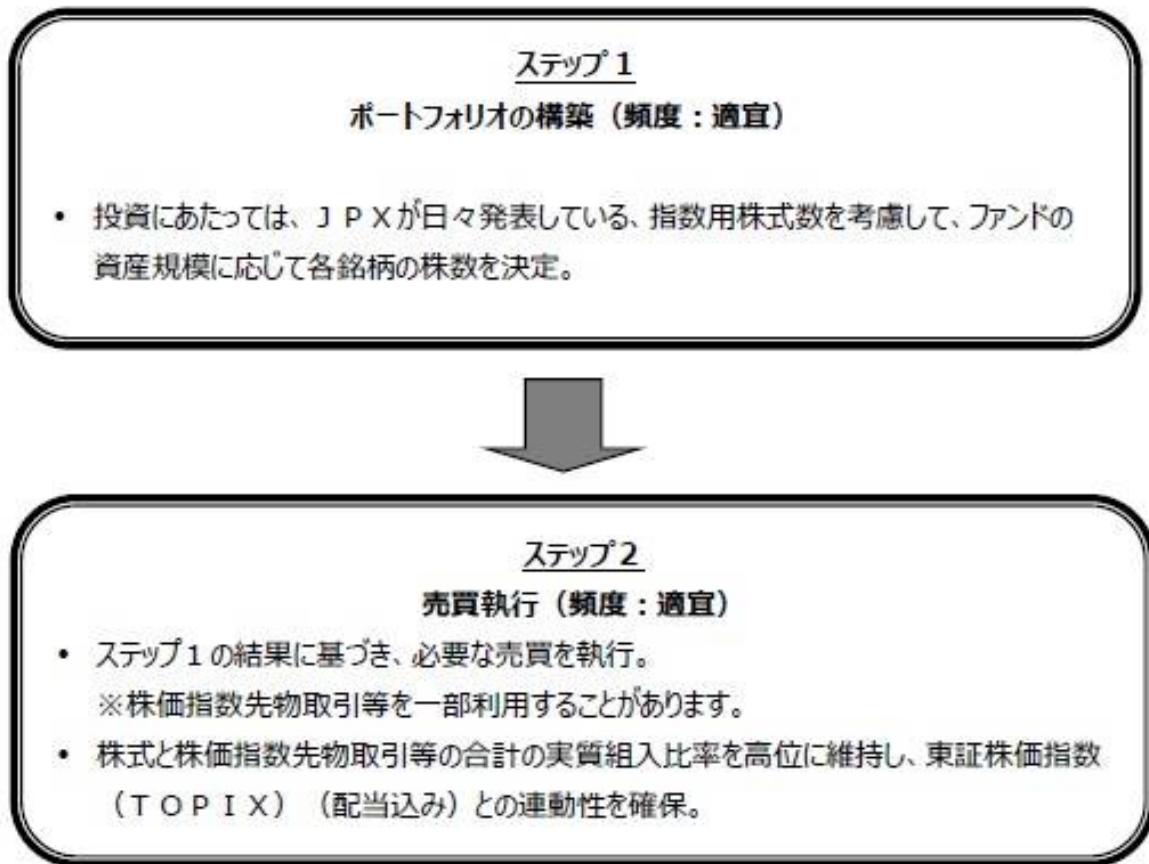 ステップ１
ポートフォリオの構築（頻度：適宜）
• 投資にあたっては、ＪＰＸが日々発表している、指数用株式数を考慮して、ファンドの
資産規模に応じて各銘柄の株数を決定。
ステップ２
売買執行（頻度：適宜）
• ステップ１の結果に基づき、必要な売買を執行。
※株価指数先物取引等を一部利用することがあります。
• 株式と株価指数先物取引等の合計の実質組入比率を高位に維持し、東証株価指数
（ＴＯＰＩＸ）（配当込み）との連動性を確保。